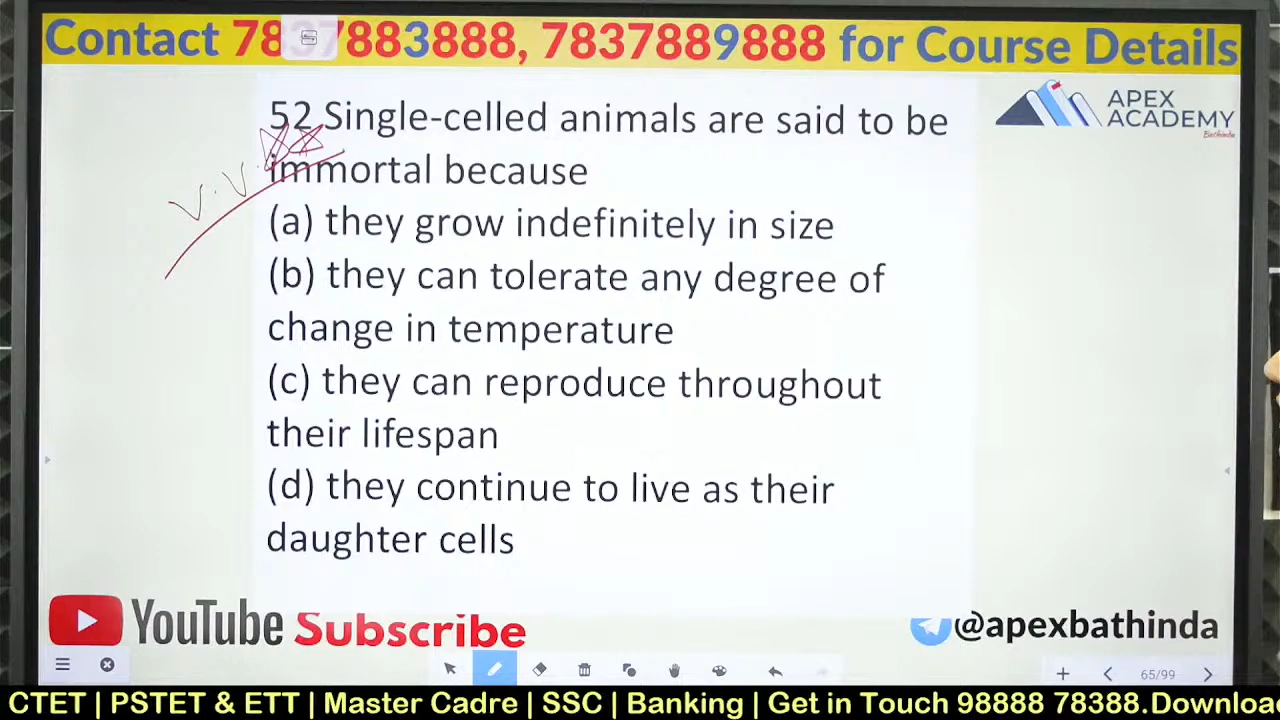 Contact 7837883888, 7837889888 for Course Details
APEX
ACADEMY
Bathinda
52.Single-celled animals are said to be
immortal because
V.V.
(a) they grow indefinitely in size
(b) they can tolerate any degree of
change in temperature
(c) they can reproduce throughout
their lifespan
(d) they continue to live as their
daughter cells
YouTube Subscribe
@apexbathinda
65/99
CTET | PSTET & ETT | Master Cadre | SSC | Banking | Get in Touch 98888 78388.Downloa